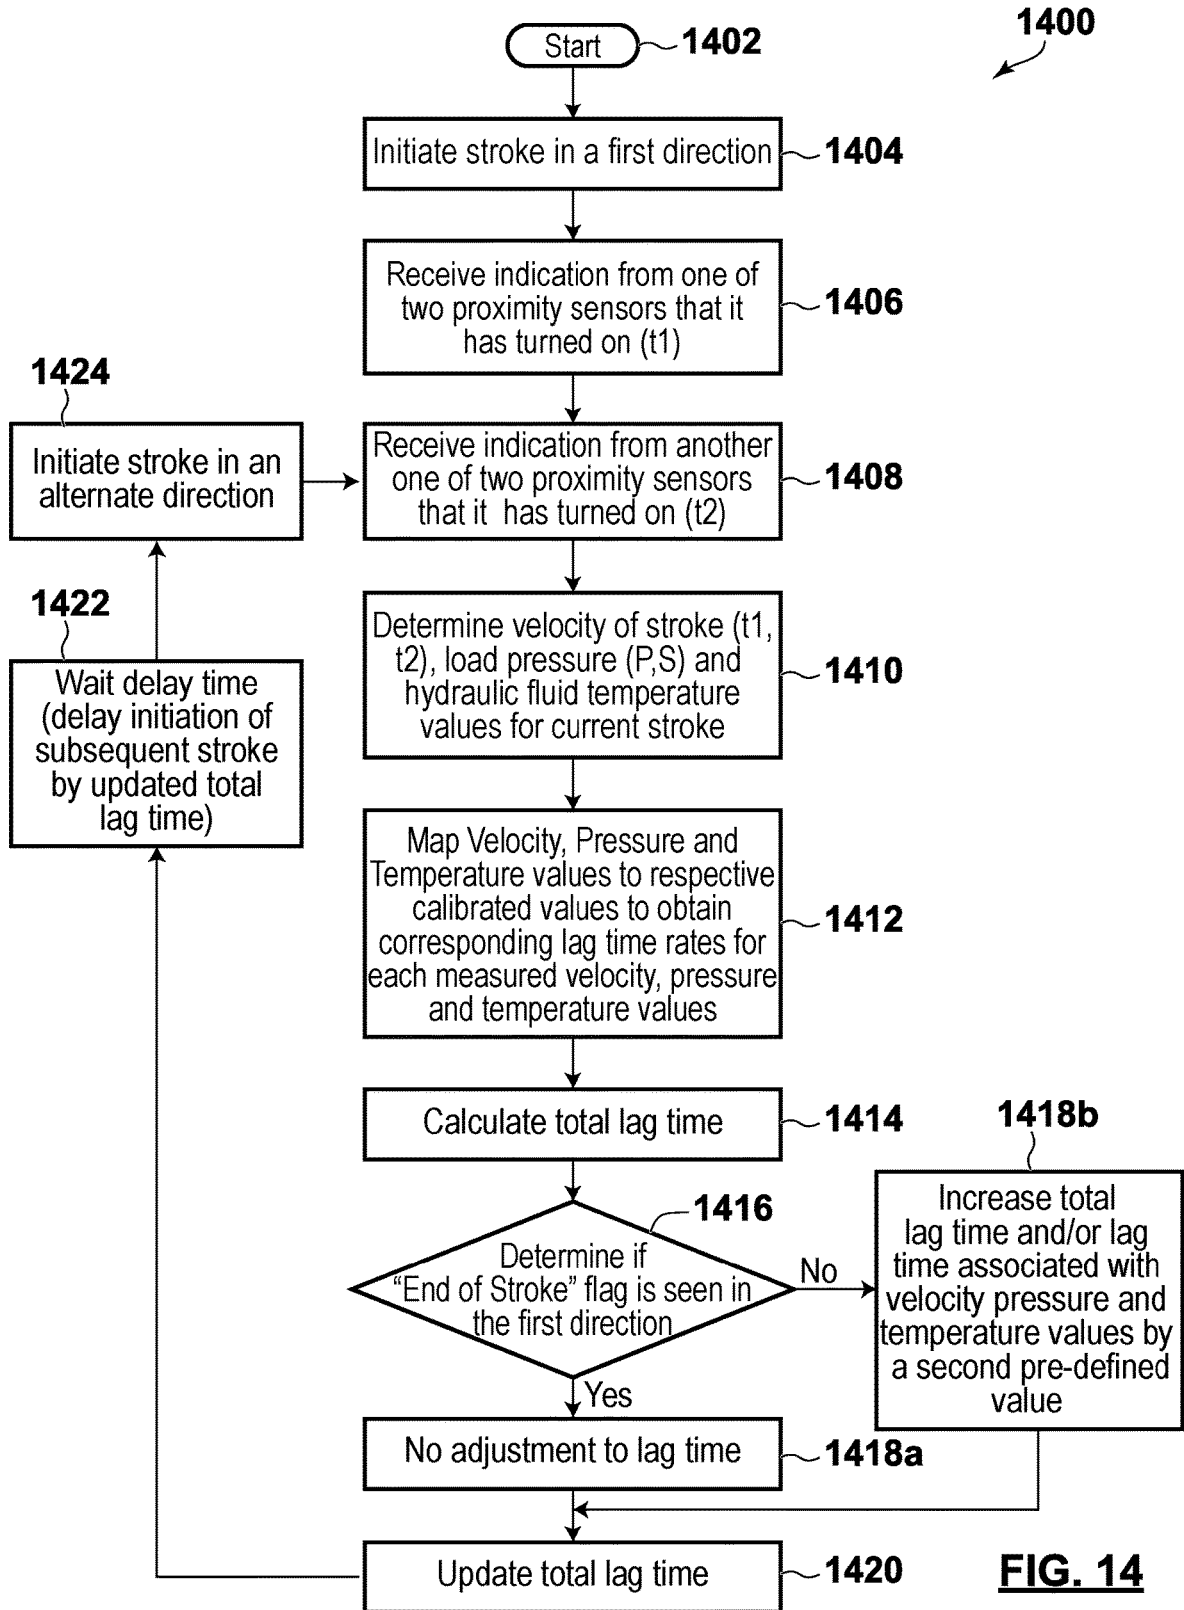 1400
Start
1402
Initiate stroke in a first direction
1404
Receive indication from one of
two proximity sensors that it
has turned on (t1)
1406
1424
Initiate stroke in an
alternate direction
Receive indication from another
one of two proximity sensors
that it has turned on (t2)
1408
1422
Wait delay time
(delay initiation of
subsequent stroke
by updated total
lag time)
Determine velocity of stroke (t1,
t2), load pressure (P,S) and
hydraulic fluid temperature
values for current stroke
1410
Map Velocity, Pressure and
Temperature values to respective
calibrated values to obtain
corresponding lag time rates for
each measured velocity, pressure
and temperature values
1412
Calculate total lag time
1414
1416
Determine if
“End of Stroke” flag is seen in
the first direction
No
Yes
1418b
Increase total
lag time and/or lag
time associated with
velocity pressure and
temperature values by
a second pre-defined
value
No adjustment to lag time
1418a
Update total lag time
1420
FIG. 14